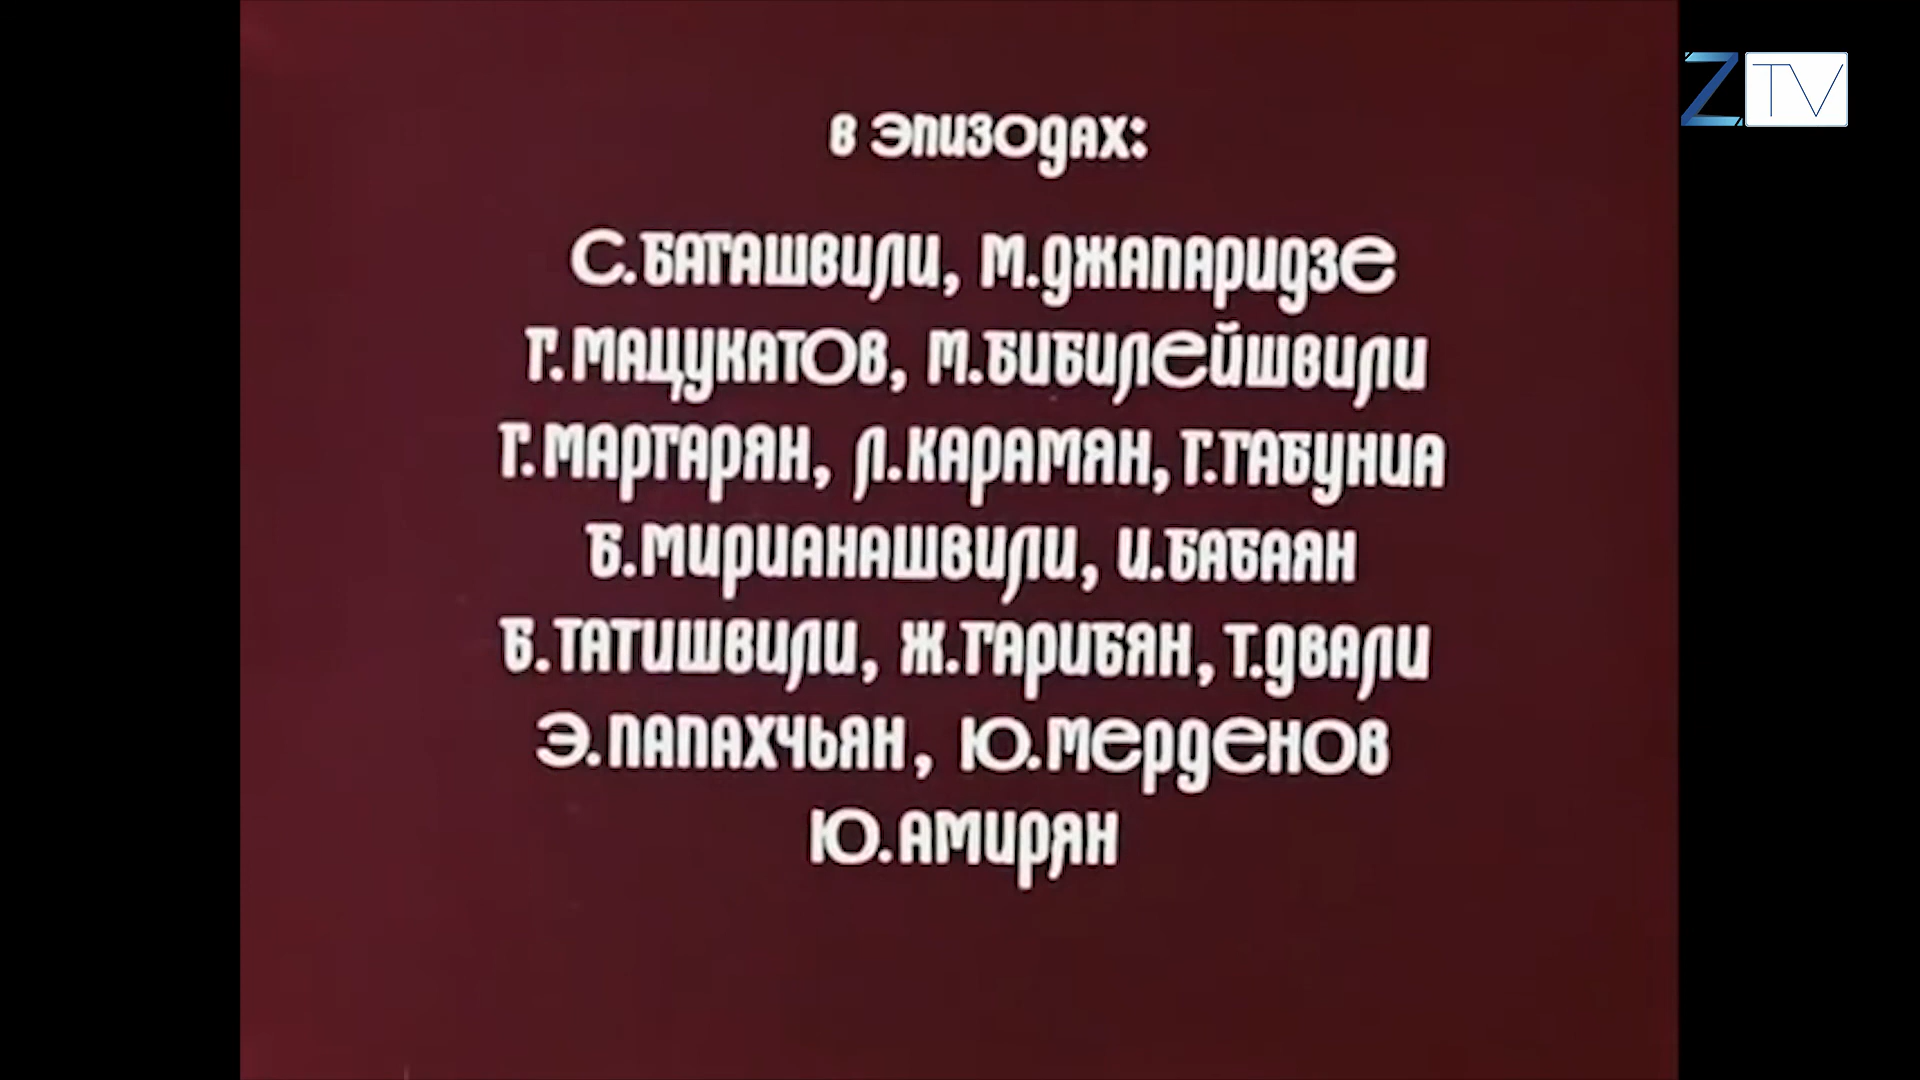 ZTV
в эпизодах:
С.БАГАШВИЛИ, М.ДЖАПАРИДЗЕ
Г.МАЦУКАТОВ, М.БИБИЛЕЙШВИЛИ
Г.МАРГАРЯН, Л.КАРАМЯН, Г.ГАБУНИА
Б.МИРИАНАШВИЛИ, И.БАБАЯН
Б.ТАТИШВИЛИ, Ж.ГАРИБЯН, Т.ДВАЛИ
Э.ПАПАХЧЬЯН, Ю.МЕРДЕНОВ
Ю.АМИРЯН